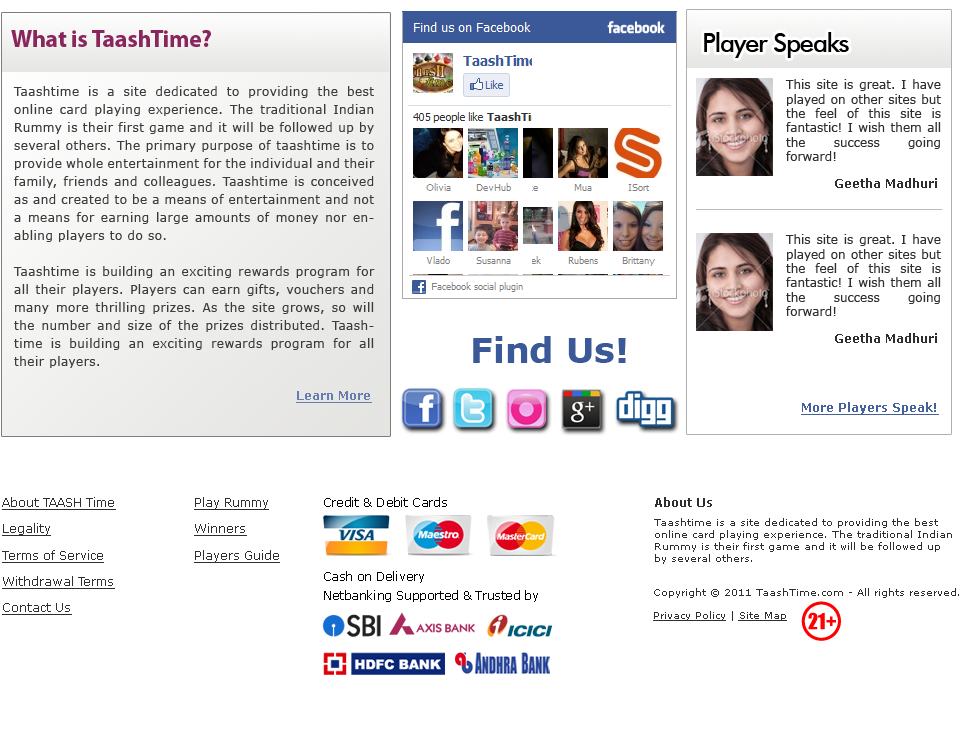 What is TaashTime?
Taashtime is a site dedicated to providing the best
online card playing experience. The traditional Indian
Rummy is their first game and it will be followed up by
several others. The primary purpose of taashtime is to
provide whole entertainment for the individual and their
family, friends and colleagues. Taashtime is conceived
as and created to be a means of entertainment and not
a means for earning large amounts of money nor en-
abling players to do so.
Taashtime is building an exciting rewards program for
all their players. Players can earn gifts, vouchers and
many more thrilling prizes. As the site grows, so will
the number and size of the prizes distributed. Taash-
time is building an exciting rewards program for all
their players.
Learn More
Find us on Facebook
facebook
TaashTime
Like
405 people like TaashTi
Olivia
DevHub
Mua
ISort
Vlado
Susanna
ek
Rubens
Brittany
Facebook social plugin
Find Us!
f
t
g+
digg
Player Speaks
This site is great. I have
played on other sites but
the feel of this site is
fantastic! I wish them all
the success going
forward!
Geetha Madhuri
This site is great. I have
played on other sites but
the feel of this site is
fantastic! I wish them all
the success going
forward!
Geetha Madhuri
More Players Speak!
About TAASH Time
Legality
Terms of Service
Withdrawal Terms
Contact Us
Play Rummy
Winners
Players Guide
Credit & Debit Cards
VISA
Maestro
MasterCard
Cash on Delivery
Netbanking Supported & Trusted by
SBI
AXIS BANK
ICICI
HDFC BANK
ANDHRA BANK
About Us
Taashtime is a site dedicated to providing the best
online card playing experience. The traditional Indian
Rummy is their first game and it will be followed up
by several others.
Copyright © 2011 TaashTime.com - All rights reserved.
Privacy Policy | Site Map
21+